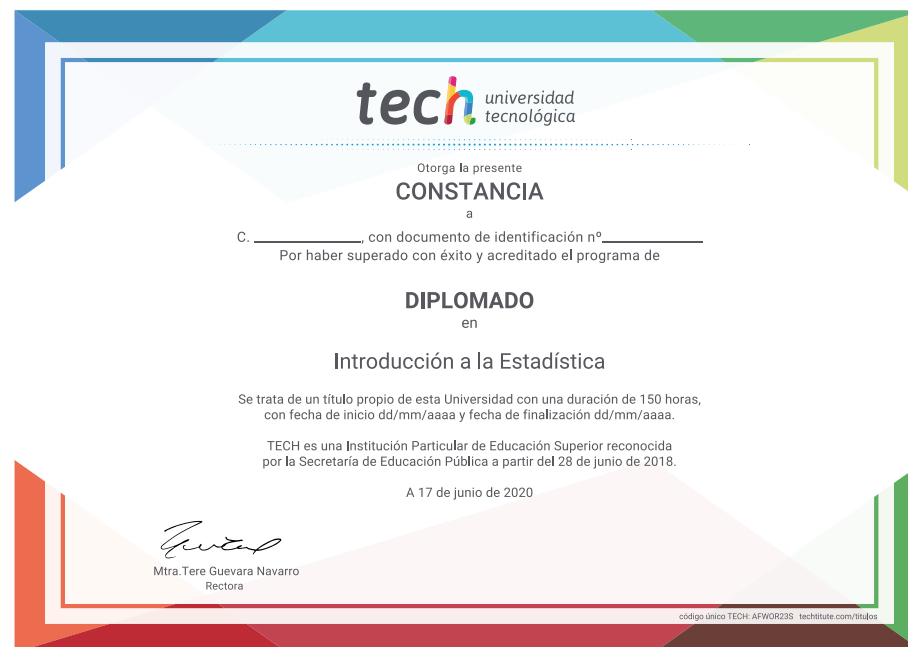 tech universidad
tecnológica
Otorga la presente
CONSTANCIA
a
C. ____________, con documento de identificación nº____________
Por haber superado con éxito y acreditado el programa de
DIPLOMADO
en
Introducción a la Estadística
Se trata de un título propio de esta Universidad con una duración de 150 horas,
con fecha de inicio dd/mm/aaaa y fecha de finalización dd/mm/aaaa.
TECH es una Institución Particular de Educación Superior reconocida
por la Secretaría de Educación Pública a partir del 28 de junio de 2018.
A 17 de junio de 2020
Mtra.Tere Guevara Navarro
Rectora
código único TECH: AFWOR23S techtitute.com/titulos